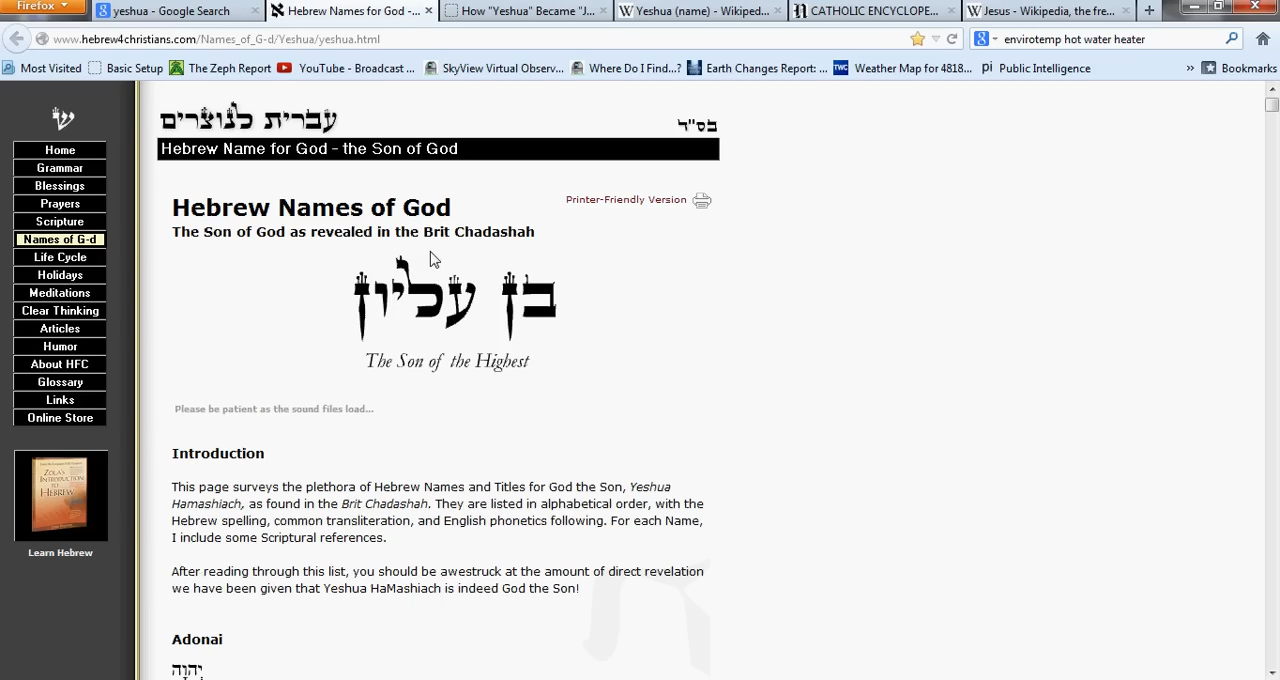 Firefox
yeshua - Google Search
Hebrew Names for God -...
How "Yeshua" Became "J...
Yeshua (name) - Wikiped...
CATHOLIC ENCYCLOPE...
Jesus - Wikipedia, the fre...
www.hebrew4christians.com/Names_of_G-d/Yeshua/yeshua.html
envirotemp hot water heater
Most Visited
Basic Setup
The Zeph Report
YouTube - Broadcast ...
SkyView Virtual Observ...
Where Do I Find...?
Earth Changes Report: ...
TWC
Weather Map for 4818...
pi Public Intelligence
»
Bookmarks
ש
Home
Grammar
Blessings
Prayers
Scripture
Names of G-d
Life Cycle
Holidays
Meditations
Clear Thinking
Articles
Humor
About HFC
Glossary
Links
Online Store
ZOLA'S
INTRODUCTION
TO
HEBREW
Learn Hebrew
עברית לנוצרים
בס"ד
Hebrew Name for God - the Son of God
Hebrew Names of God
Printer-Friendly Version
The Son of God as revealed in the Brit Chadashah
בן עליון
The Son of the Highest
Please be patient as the sound files load...
Introduction
This page surveys the plethora of Hebrew Names and Titles for God the Son, Yeshua
Hamashiach, as found in the Brit Chadashah. They are listed in alphabetical order, with the
Hebrew spelling, common transliteration, and English phonetics following. For each Name,
I include some Scriptural references.
After reading through this list, you should be awestruck at the amount of direct revelation
we have been given that Yeshua HaMashiach is indeed God the Son!
Adonai
יְהֹוָה